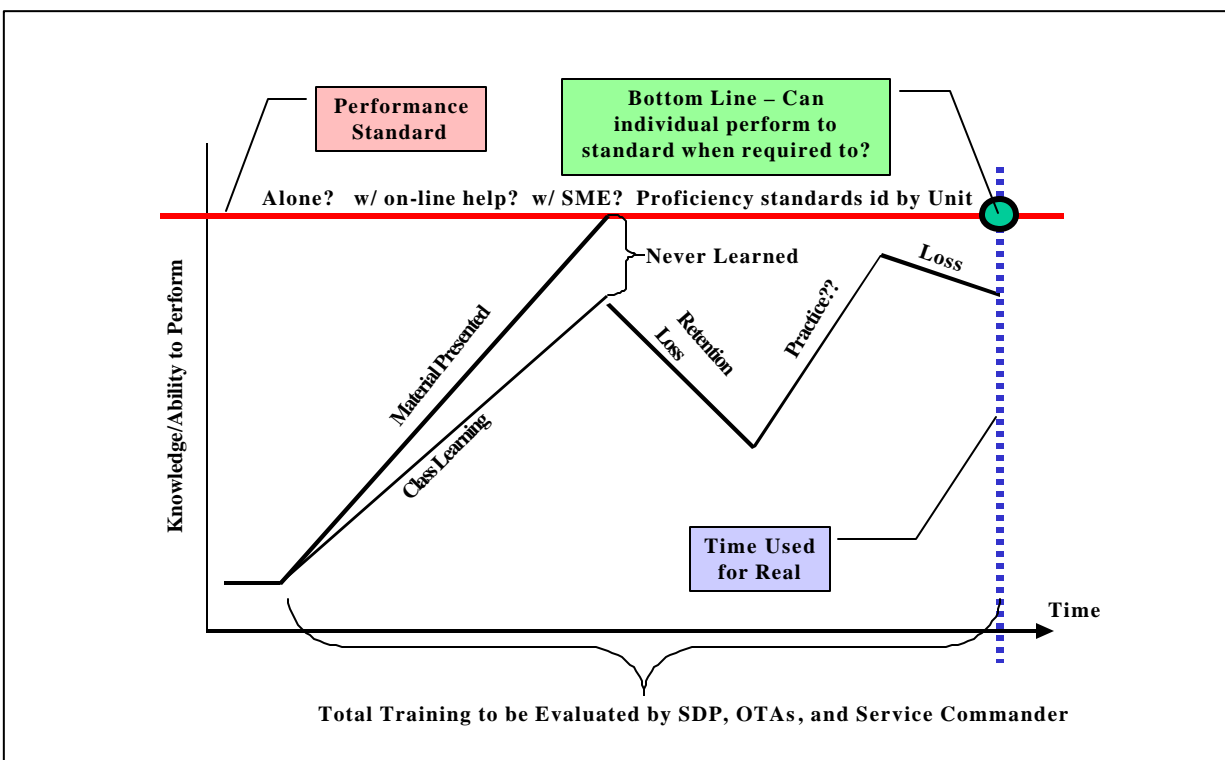 Performance
Standard
Bottom Line – Can
individual perform to
standard when required to?
Alone? w/ on-line help? w/ SME? Proficiency standards id by Unit
Never Learned
Loss
Material Presented
Class Learning
Retention
Loss
Practice??
Knowledge/Ability to Perform
Time Used
for Real
Time
Total Training to be Evaluated by SDP, OTAs, and Service Commander